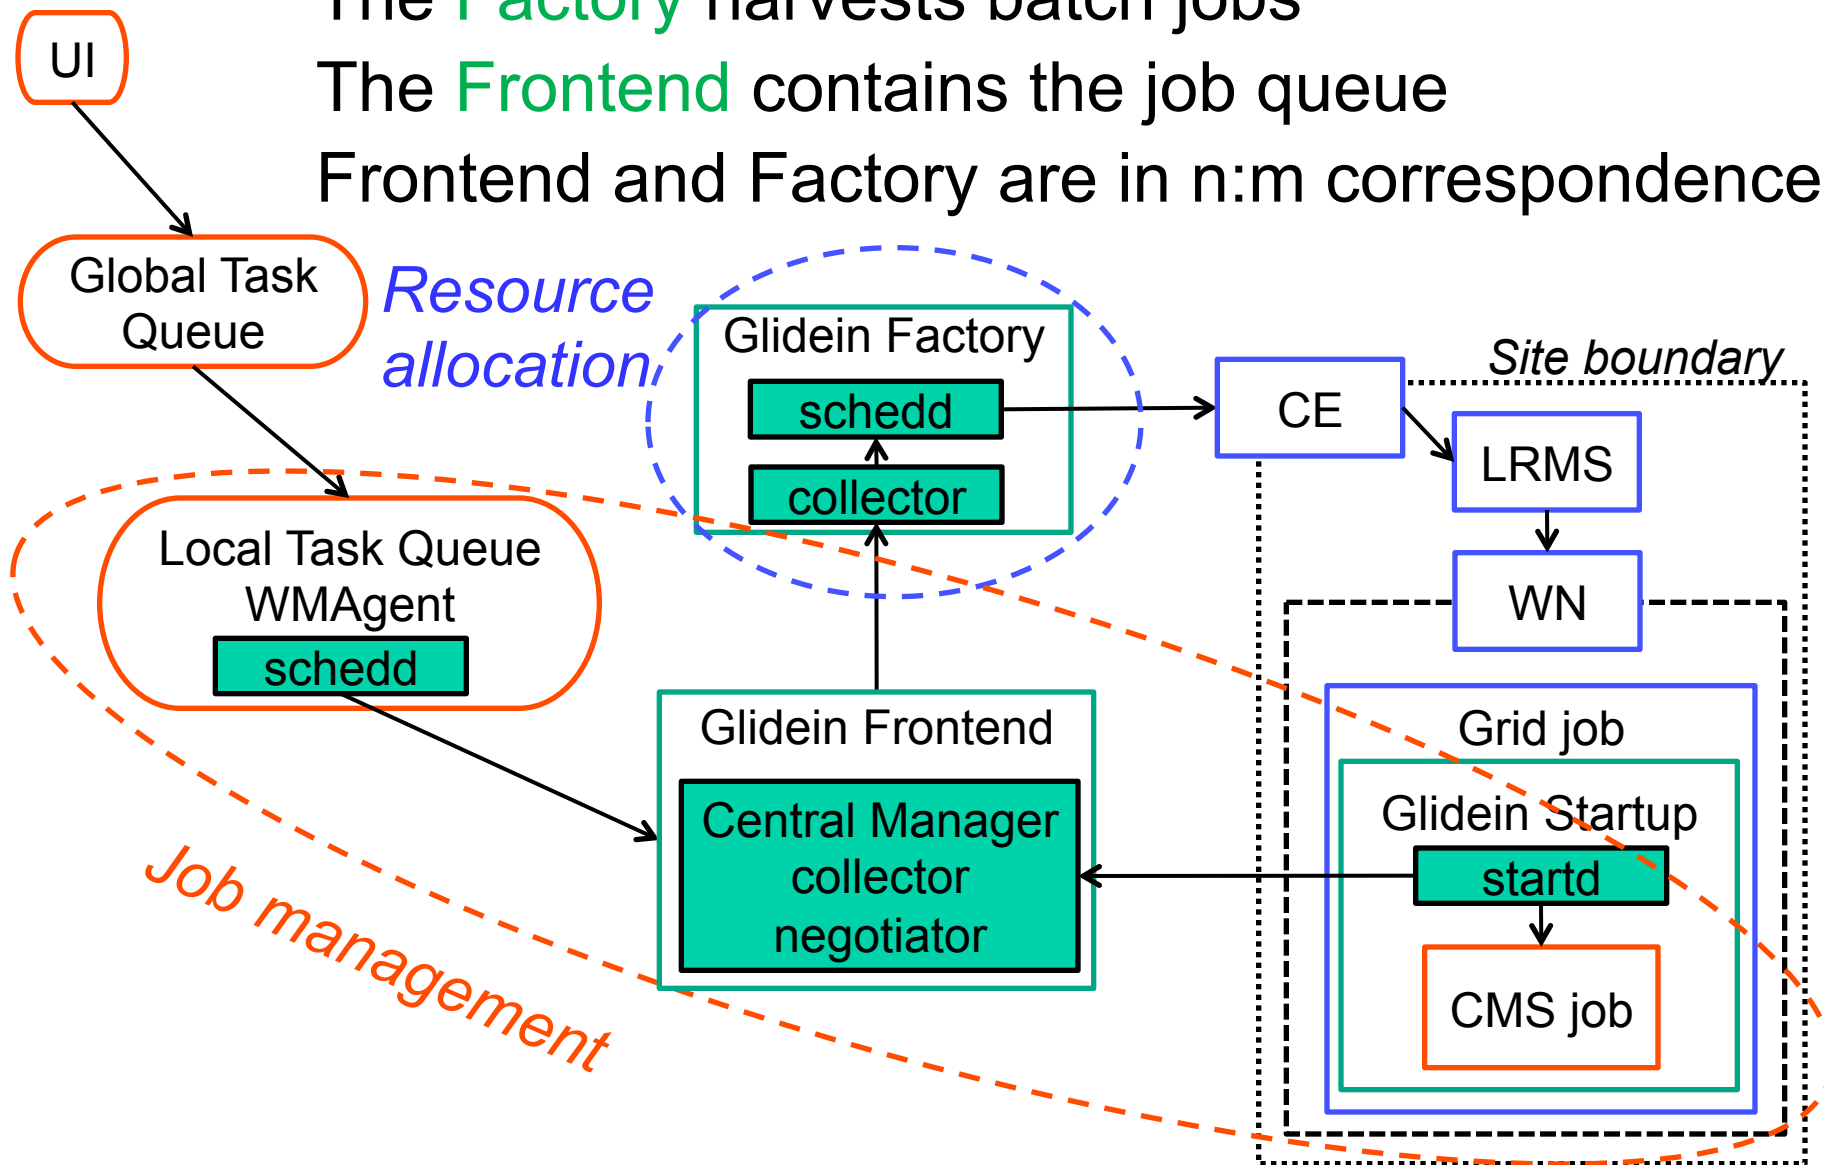 The Factory harvests batch jobs
UI
The Frontend contains the job queue
Frontend and Factory are in n:m correspondence
Global Task
Queue
Resource
allocation
Glidein Factory
schedd
collector
CE
Site boundary
LRMS
WN
Local Task Queue
WMAgent
schedd
Glidein Frontend
Central Manager
collector
negotiator
Grid job
Glidein Startup
startd
CMS job
Job management